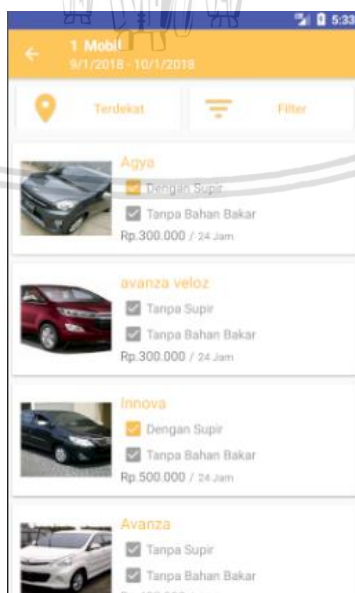 5:33
1 Mobil
9/1/2018 - 10/1/2018
Terdekat
Filter
Agya
Dengan Supir
Tanpa Bahan Bakar
Rp.300.000 / 24 Jam
avanza veloz
Tanpa Supir
Tanpa Bahan Bakar
Rp.300.000 / 24 Jam
Innova
Dengan Supir
Tanpa Bahan Bakar
Rp.500.000 / 24 Jam
Avanza
Tanpa Supir
Tanpa Bahan Bakar